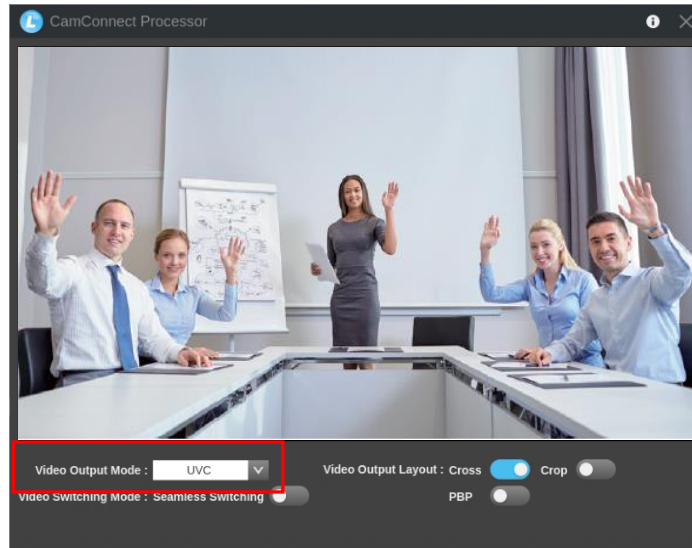 CamConnect Processor
Video Output Mode : UVC Video Output Layout : Cross Crop
Video Switching Mode : Seamless Switching PBP